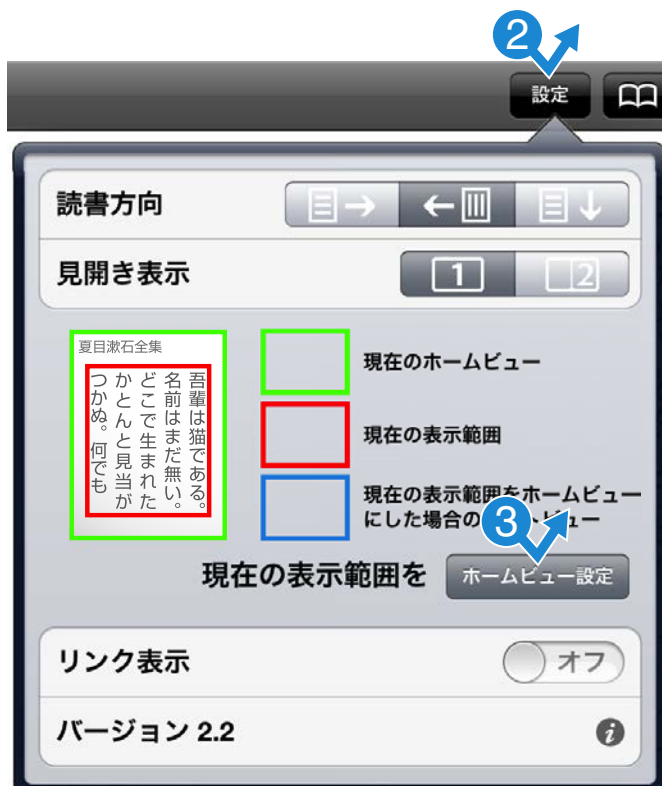 2
設定
読書方向
見開き表示
1
2
夏目漱石全集
吾輩は猫である。
名前はまだ無い。
どこで生まれた
かとんと見当が
つかぬ。何でも
現在のホームビュー
現在の表示範囲
現在の表示範囲をホームビュー
にした場合の
3
現在の表示範囲を
ホームビュー設定
リンク表示
オフ
バージョン 2.2
i